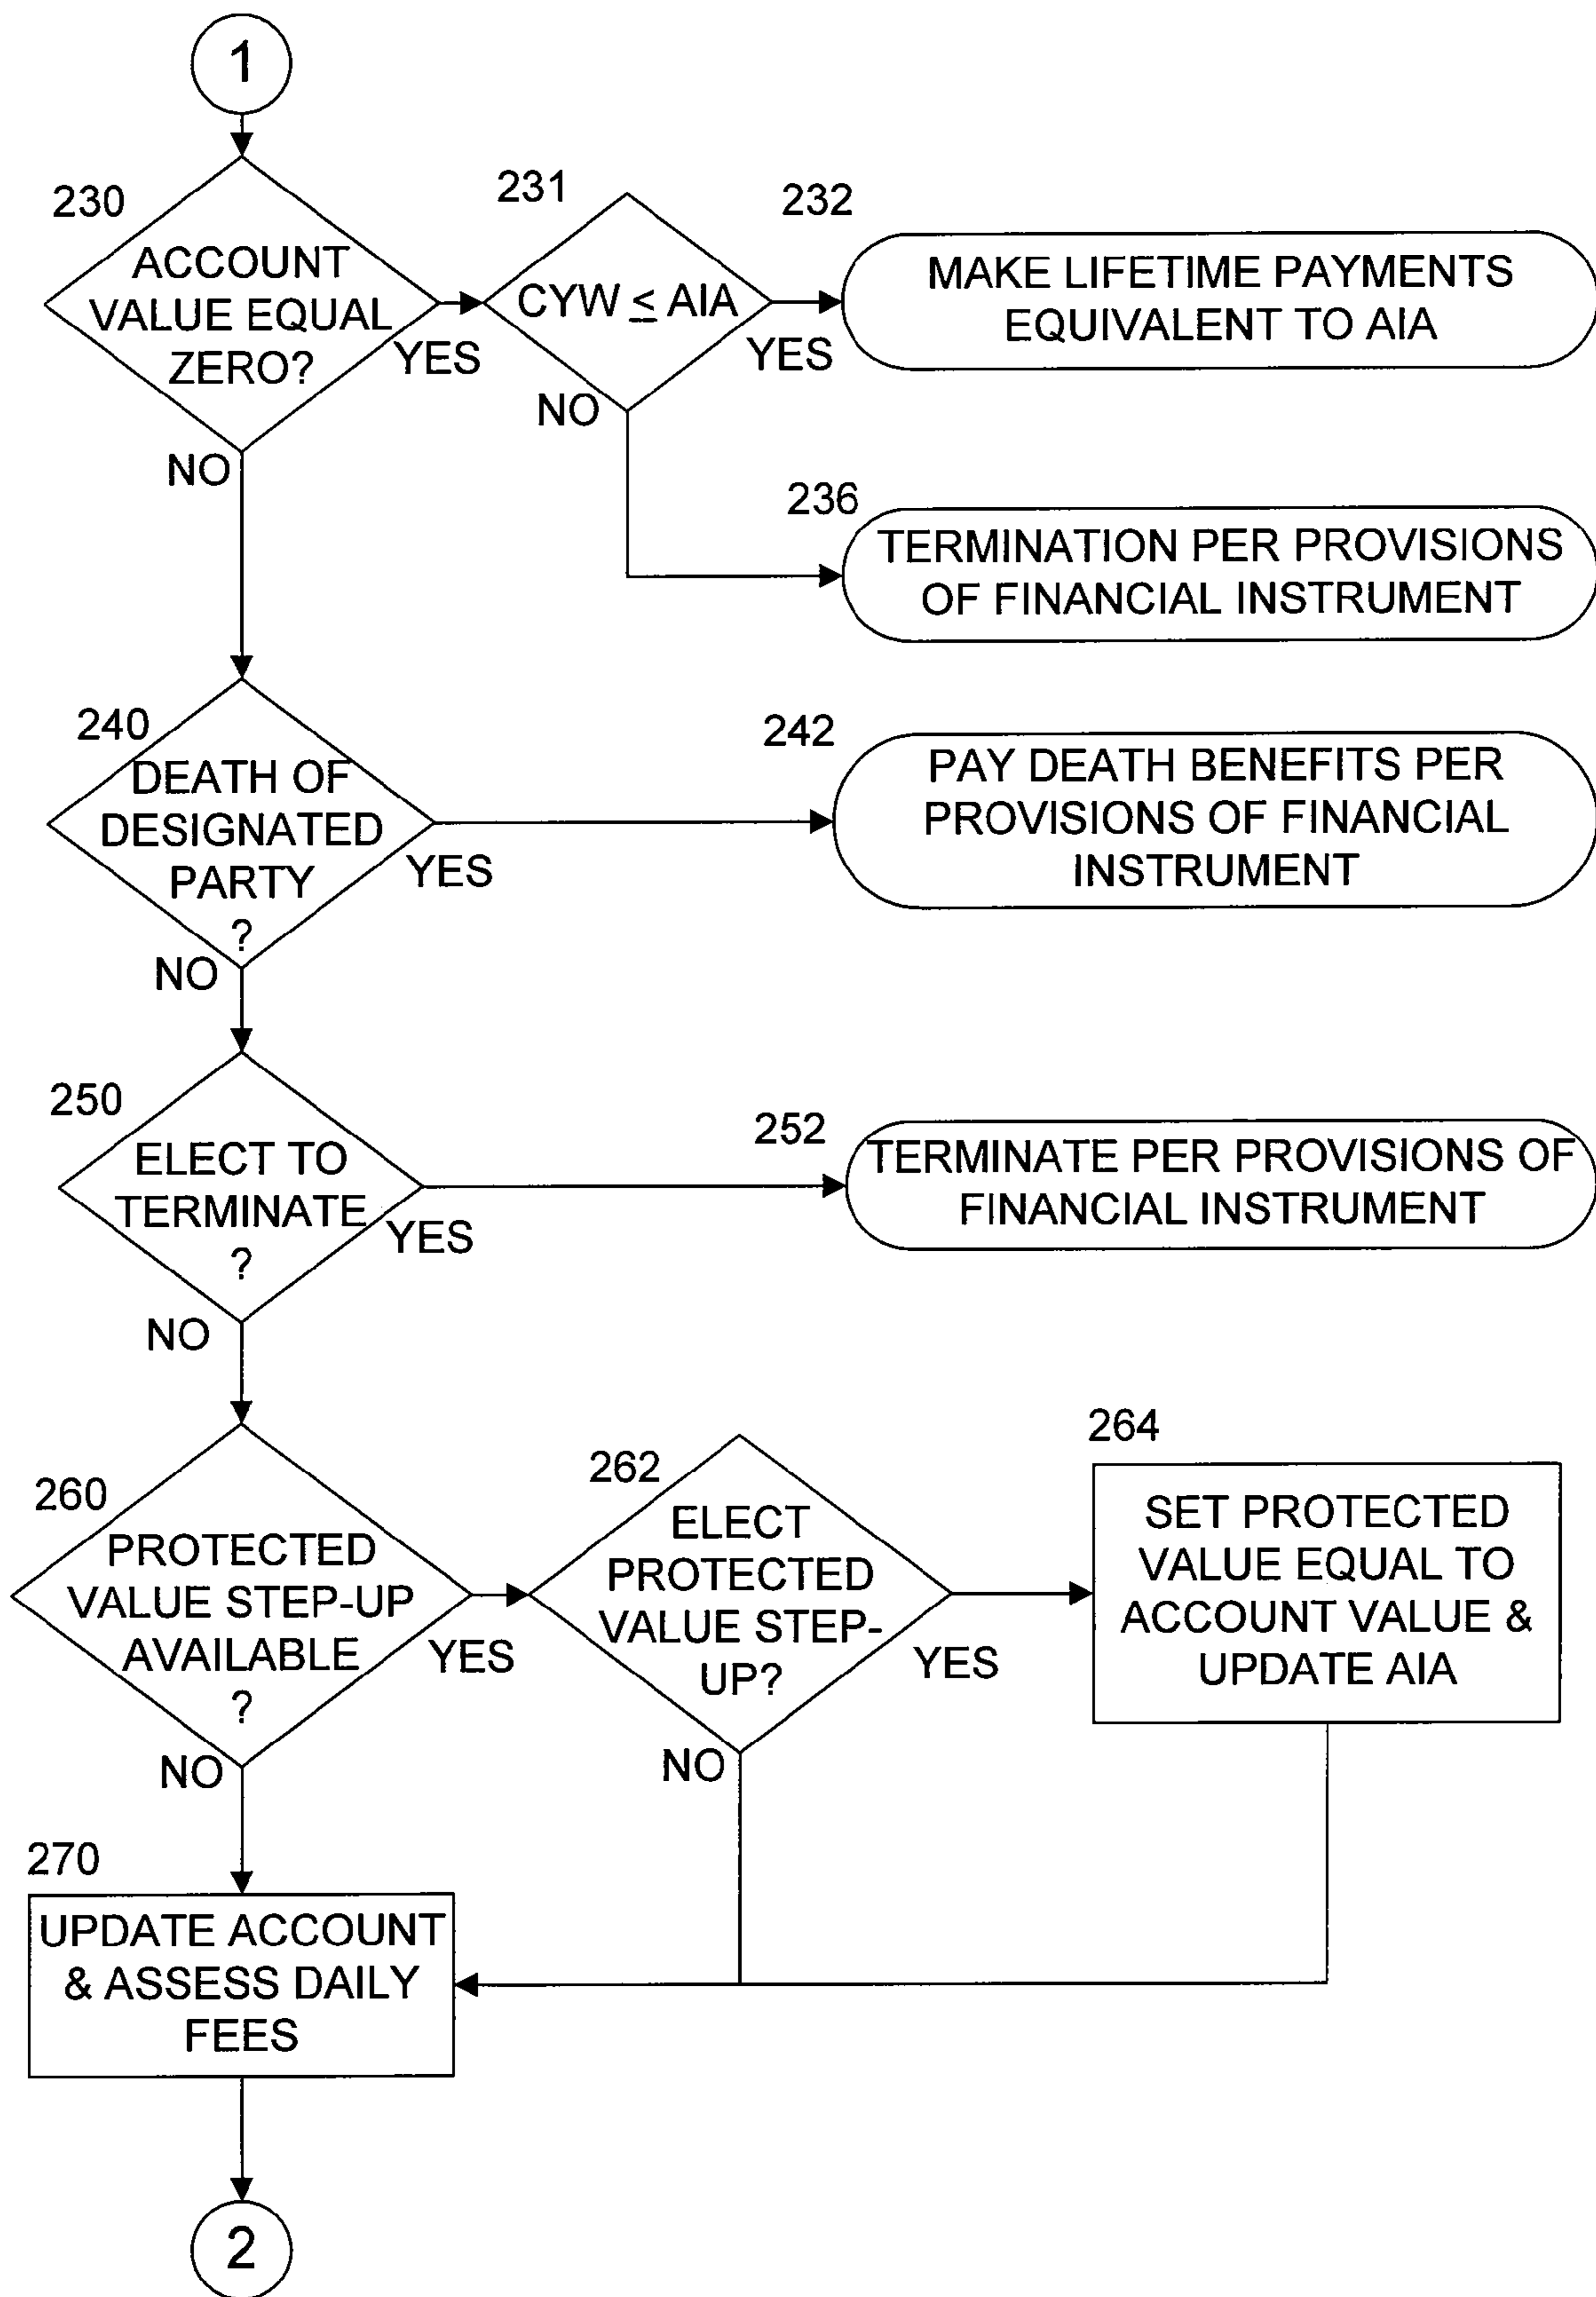 1
230
ACCOUNT
VALUE EQUAL
ZERO?
YES
NO
231
CYW ≤ AIA
YES
NO
232
MAKE LIFETIME PAYMENTS
EQUIVALENT TO AIA
236
TERMINATION PER PROVISIONS
OF FINANCIAL INSTRUMENT
240
DEATH OF
DESIGNATED
PARTY
?
YES
NO
242
PAY DEATH BENEFITS PER
PROVISIONS OF FINANCIAL
INSTRUMENT
250
ELECT TO
TERMINATE
?
YES
NO
252
TERMINATE PER PROVISIONS OF
FINANCIAL INSTRUMENT
260
PROTECTED
VALUE STEP-UP
AVAILABLE
?
YES
NO
262
ELECT
PROTECTED
VALUE STEP-
UP?
YES
NO
264
SET PROTECTED
VALUE EQUAL TO
ACCOUNT VALUE &
UPDATE AIA
270
UPDATE ACCOUNT
& ASSESS DAILY
FEES
2